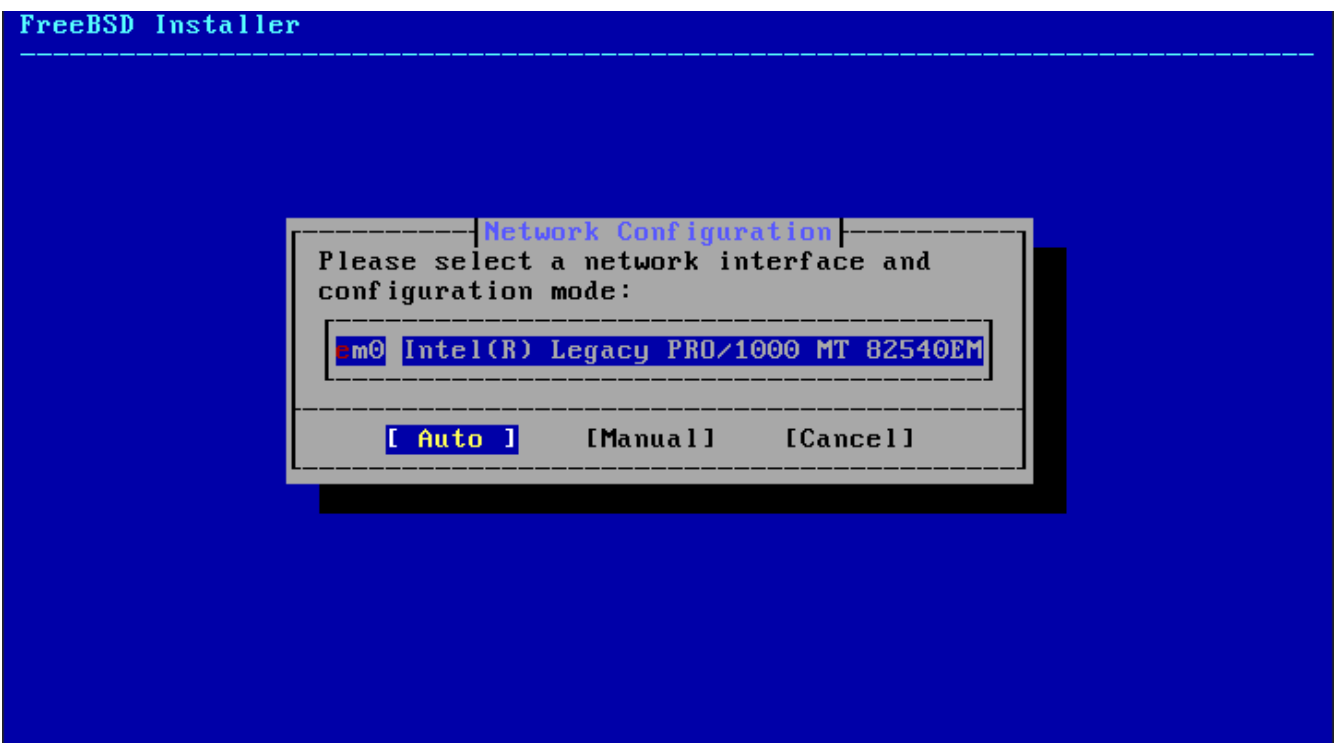 FreeBSD Installer
Network Configuration
Please select a network interface and
configuration mode:
em0 Intel(R) Legacy PRO/1000 MT 82540EM
[ Auto ] [Manual] [Cancel]